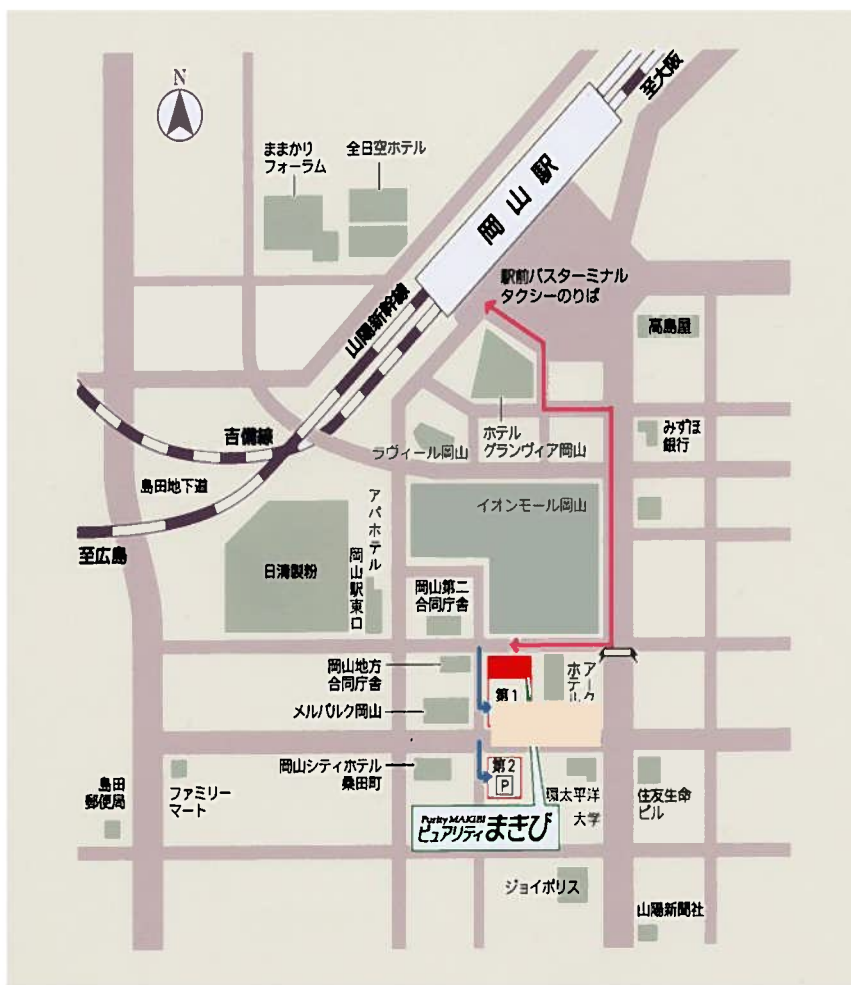 N
至大阪
ままかり
フォーラム
全日空ホテル
岡山駅
駅前バスターミナル
タクシーのりば
山陽新幹線
高島屋
吉備線
ラヴィール岡山
ホテル
グランヴィア岡山
みずほ
銀行
島田地下道
アパホテル
岡山駅東口
イオンモール岡山
至広島
日清製粉
岡山第二
合同庁舎
岡山地方
合同庁舎
第1
アーク
ホテル
メルパルク岡山
岡山シティホテル
桑田町
第2
P
島田
郵便局
ファミリー
マート
環太平洋
大学
住友生命
ビル
Purity MAKIBI
ピュアリティまきび
ジョイポリス
山陽新聞社